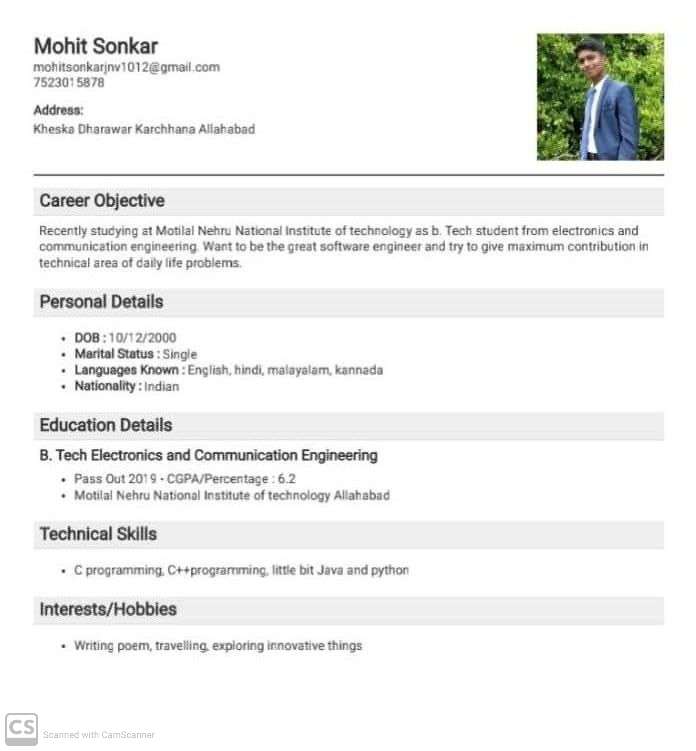 Mohit Sonkar
mohitsonkarjnv1012@gmail.com
7523015878
Address:
Kheska Dharawar Karchhana Allahabad
Career Objective
Recently studying at Motilal Nehru National Institute of technology as b. Tech student from electronics and
communication engineering. Want to be the great software engineer and try to give maximum contribution in
technical area of daily life problems.
Personal Details
• DOB : 10/12/2000
• Marital Status : Single
• Languages Known : English, hindi, malayalam, kannada
• Nationality : Indian
Education Details
B. Tech Electronics and Communication Engineering
• Pass Out 2019 - CGPA/Percentage : 6.2
• Motilal Nehru National Institute of technology Allahabad
Technical Skills
• C programming, C++programming, little bit Java and python
Interests/Hobbies
• Writing poem, travelling, exploring innovative things
CS Scanned with CamScanner